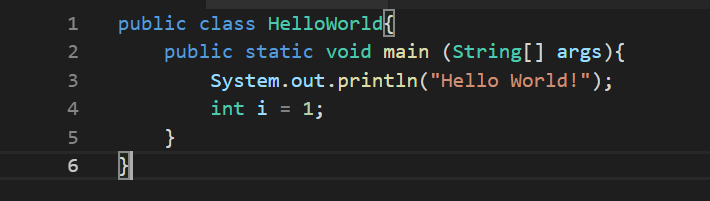 1 public class HelloWorld{
2     public static void main (String[] args){
3         System.out.println("Hello World!");
4         int i = 1;
5     }
6 }